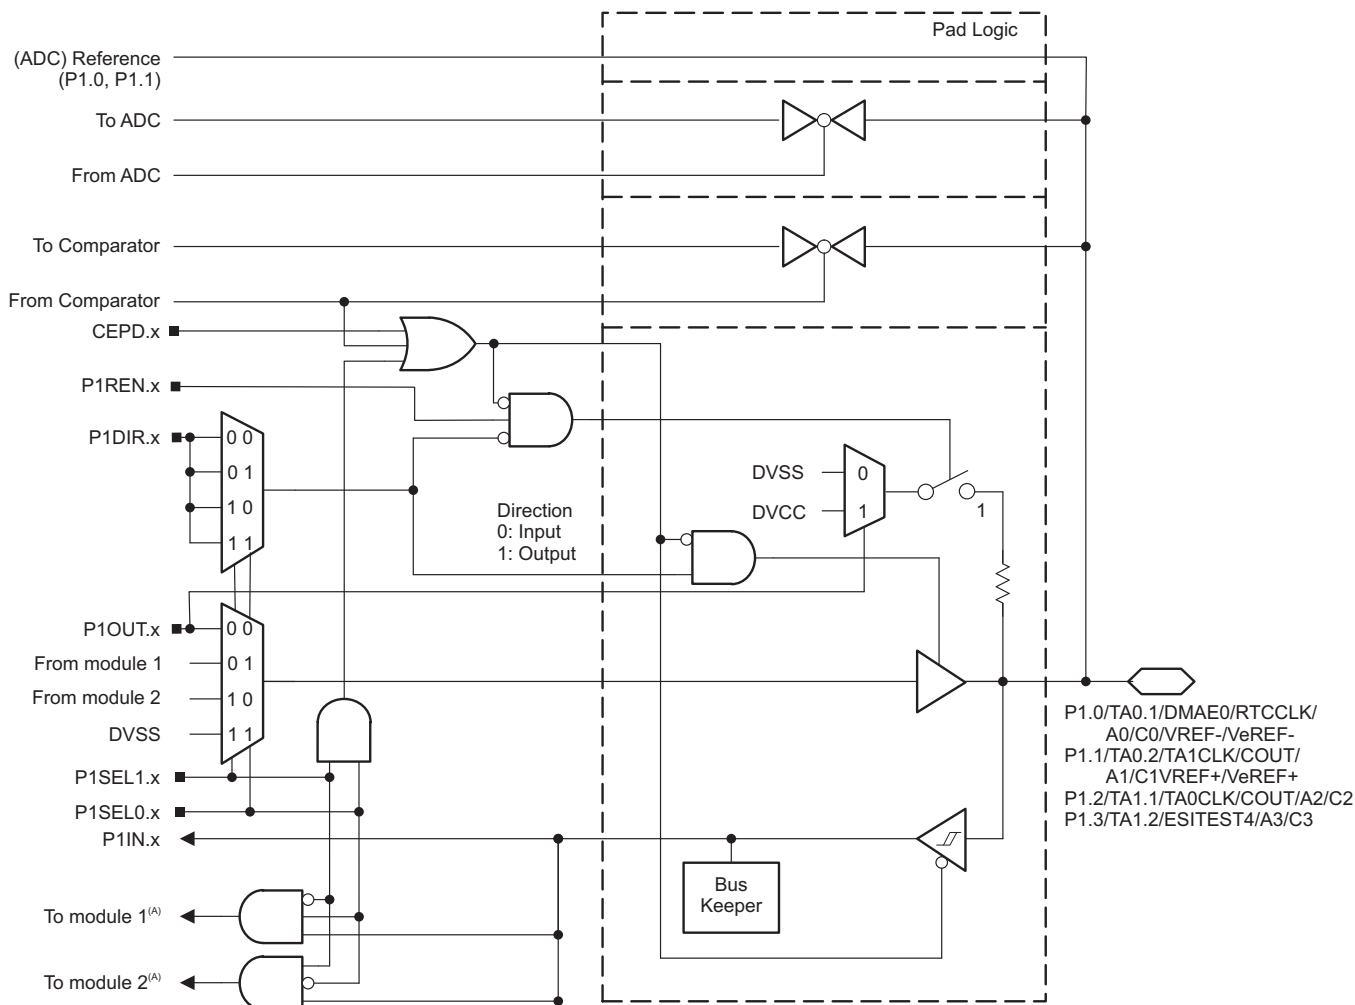 Pad Logic
(ADC) Reference
(P1.0, P1.1)
To ADC
From ADC
To Comparator
From Comparator
CEPD.x
P1REN.x
P1DIR.x
0 0
0 1
1 0
1 1
Direction
0: Input
1: Output
DVSS
0
DVCC
1
1
P1OUT.x
0 0
From module 1
0 1
From module 2
1 0
DVSS
1 1
P1SEL1.x
P1SEL0.x
P1IN.x
P1.0/TA0.1/DMAE0/RTCCLK/
A0/C0/VREF-/VeREF-
P1.1/TA0.2/TA1CLK/COUT/
A1/C1VREF+/VeREF+
P1.2/TA1.1/TA0CLK/COUT/A2/C2
P1.3/TA1.2/ESITEST4/A3/C3
Bus
Keeper
To module 1(A)
To module 2(A)